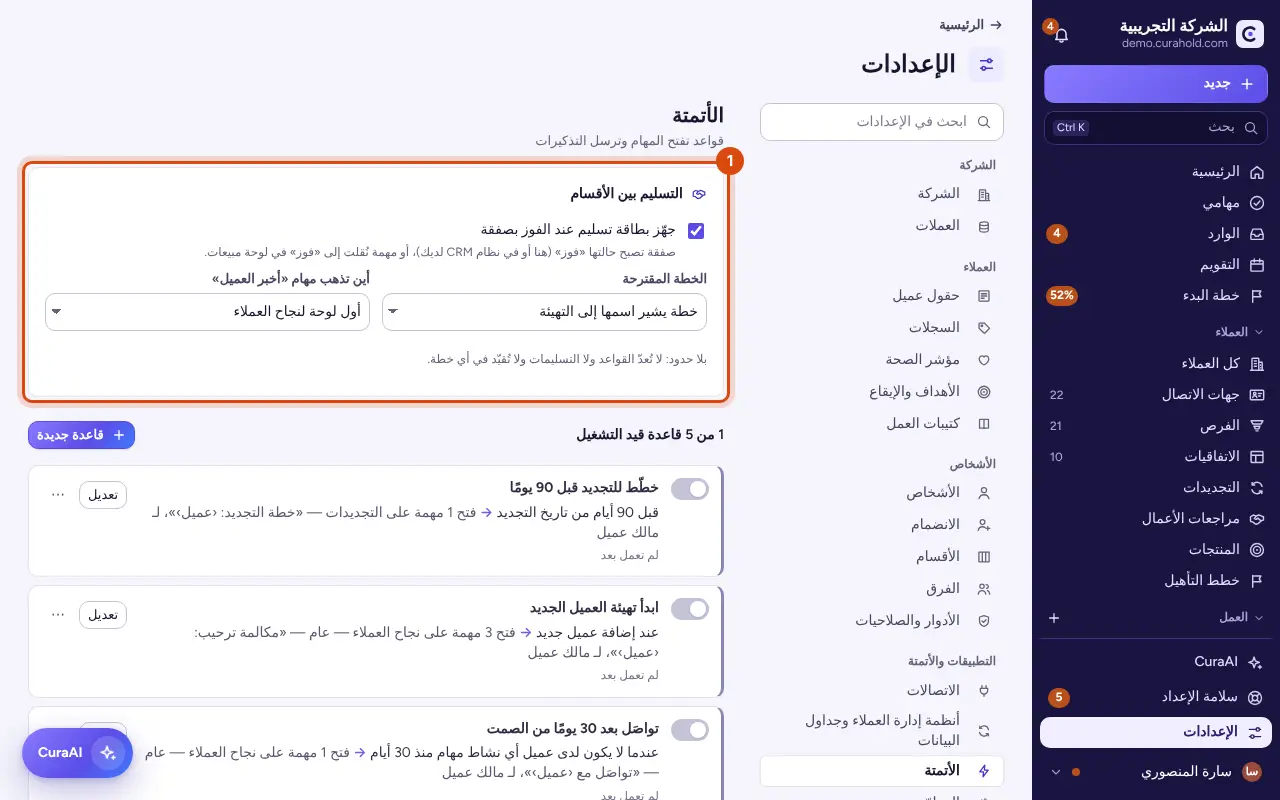 الشركة التجريبية
demo.curahold.com
4
جديد
بحث
Ctrl K
الرئيسية
مهامي
الوارد
4
التقويم
خطة البدء
52%
العملاء
كل العملاء
جهات الاتصال
22
الفرص
21
الاتفاقيات
10
التجديدات
مراجعات الأعمال
المنتجات
خطط التأهيل
العمل
CuraAI
سلامة الإعداد
5
الإعدادات
سا
سارة المنصوري
الرئيسية
الإعدادات
ابحث في الإعدادات
الشركة
الشركة
العملات
العملاء
حقول عميل
السجلات
مؤشر الصحة
الأهداف والإيقاع
كتيبات العمل
الأشخاص
الأشخاص
الانضمام
الأقسام
الفرق
الأدوار والصلاحيات
التطبيقات والأتمتة
الاتصالات
أنظمة إدارة العملاء وجداول
البيانات
الأتمتة
الأتمتة
قواعد تفتح المهام وترسل التذكيرات
1
التسليم بين الأقسام
جهّز بطاقة تسليم عند الفوز بصفقة
صفقة تصبح حالتها «فوز» (هنا أو في نظام CRM لديك)، أو مهمة نُقلت إلى «فوز» في لوحة مبيعات.
الخطة المقترحة
خطة يشير اسمها إلى التهيئة
أين تذهب مهام «أخبر العميل»
أول لوحة لنجاح العملاء
بلا حدود: لا تُعدّ القواعد ولا التسليمات ولا تُقيّد في أي خطة.
1 من 5 قاعدة قيد التشغيل
قاعدة جديدة
خطّط للتجديد قبل 90 يومًا
قبل 90 أيام من تاريخ التجديد → فتح 1 مهمة على التجديدات — «خطة التجديد: ‹عميل›»، لـ
مالك عميل
لم تعمل بعد
تعديل
ابدأ تهيئة العميل الجديد
عند إضافة عميل جديد → فتح 3 مهمة على نجاح العملاء — عام — «مكالمة ترحيب:
‹عميل›»، لـ مالك عميل
لم تعمل بعد
تعديل
تواصَل بعد 30 يومًا من الصمت
عندما لا يكون لدى عميل أي نشاط مهام منذ 30 أيام → فتح 1 مهمة على نجاح العملاء — عام
— «تواصَل مع ‹عميل›»، لـ مالك عميل
لم تعمل بعد
CuraAI